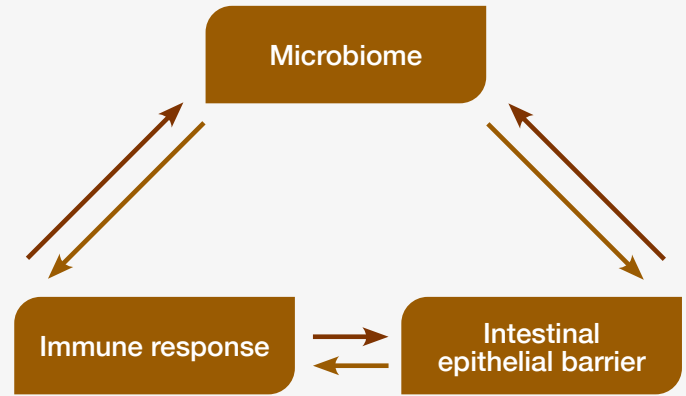 Microbiome
Immune response
Intestinal
epithelial barrier